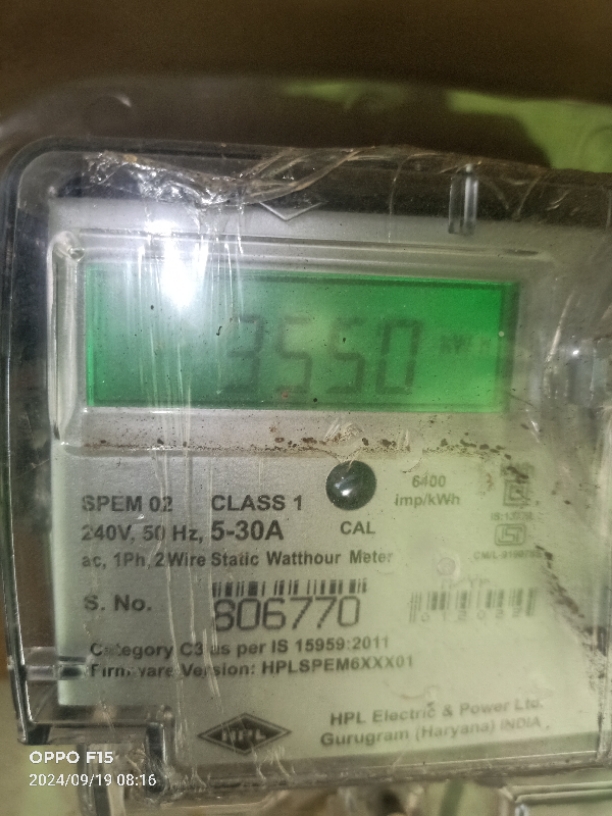 3550 kWh
6400
imp/kWh
SPEM 02 CLASS 1
240V, 50 Hz, 5-30A
CAL
ac, 1Ph, 2 Wire Static Watthour Meter
S. No. 806770
Category C3 as per IS 15959:2011
Firmware Version: HPLSPEM6XXX01
HPL
HPL Electric & Power Ltd.
Gurugram (Haryana) INDIA
OPPO F15
2024/09/19 08:16